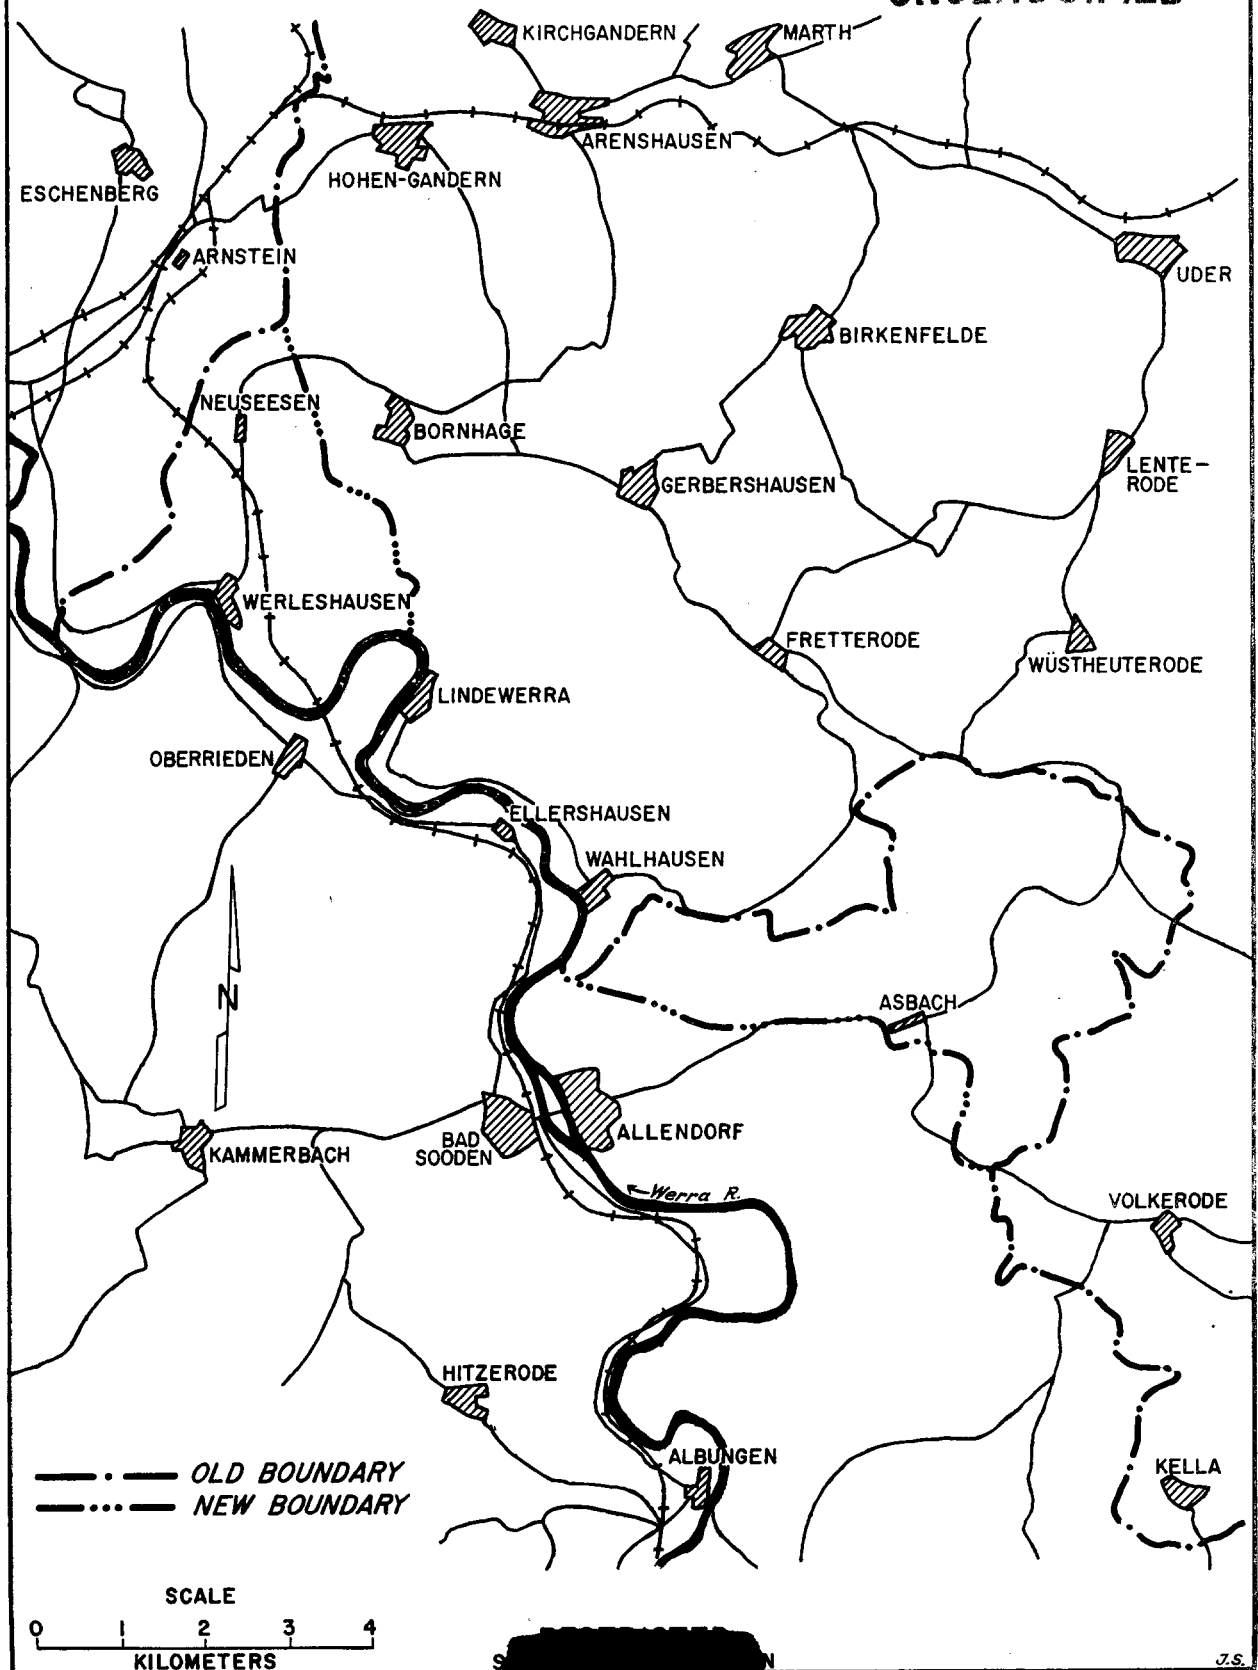 KIRCHGANDERN
MARTH
ARENSHAUSEN
HOHEN-GANDERN
ESCHENBERG
ARNSTEIN
UDER
BIRKENFELDE
NEUSEESEN
BORNHAGE
LENTE-
RODE
GERBERSHAUSEN
WERLESHAUSEN
FRETTERODE
WÜSTHEUTERODE
LINDEWERRA
OBERRIEDEN
ELLERSHAUSEN
WAHLHAUSEN
N
ASBACH
ALLENDORF
BAD
SOODEN
KAMMERBACH
Werra R.
VOLKERODE
HITZERODE
ALBUNGEN
KELLA
OLD BOUNDARY
NEW BOUNDARY
SCALE
0 1 2 3 4
KILOMETERS
J.S.